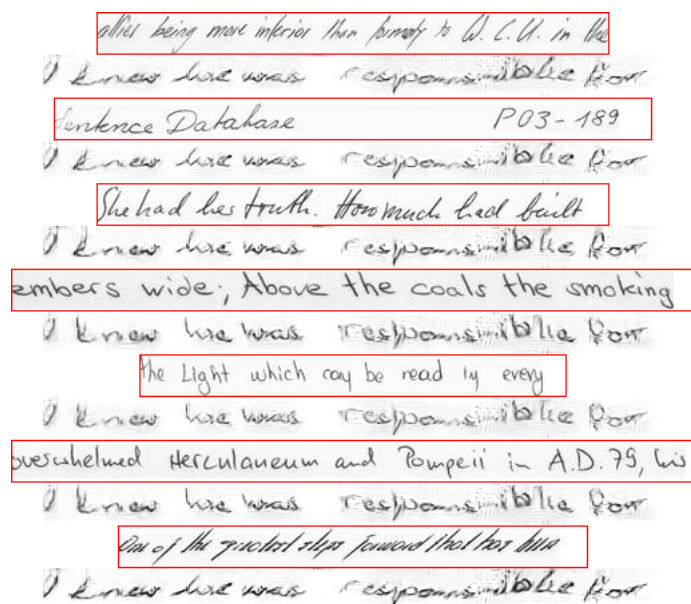 allies being more inferior than formerly to W.C.U. in the
I knew he was responsible for
Sentence Database P03-189
I knew he was responsible for
She had her truth. How much had built
I knew he was responsible for
embers wide; Above the coals the smoking
I knew he was responsible for
the Light which can be read in every
I knew he was responsible for
overwhelmed Herculaneum and Pompeii in A.D. 79, his
I knew he was responsible for
One of the greatest steps forward that has been
I knew he was responsible for